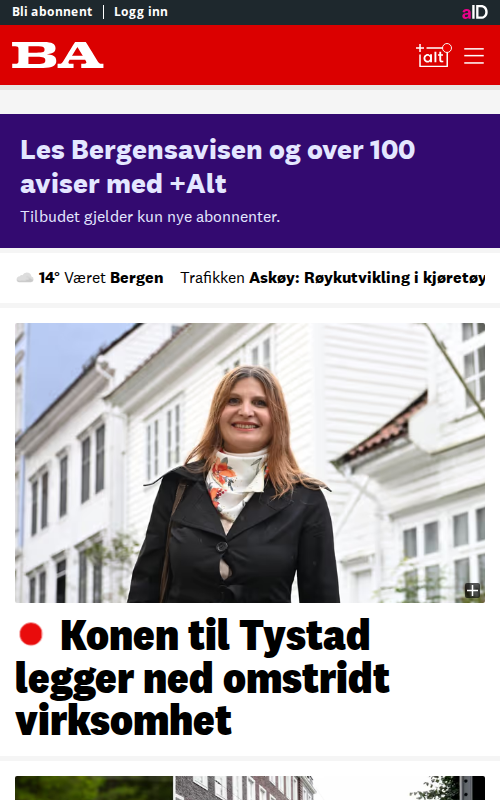 Bli abonnent Logg inn aID
BA +alt
Les Bergensavisen og over 100
aviser med +Alt
Tilbudet gjelder kun nye abonnenter.
14° Været Bergen Trafikken Askøy: Røykutvikling i kjøretøy
Konen til Tystad
legger ned omstridt
virksomhet